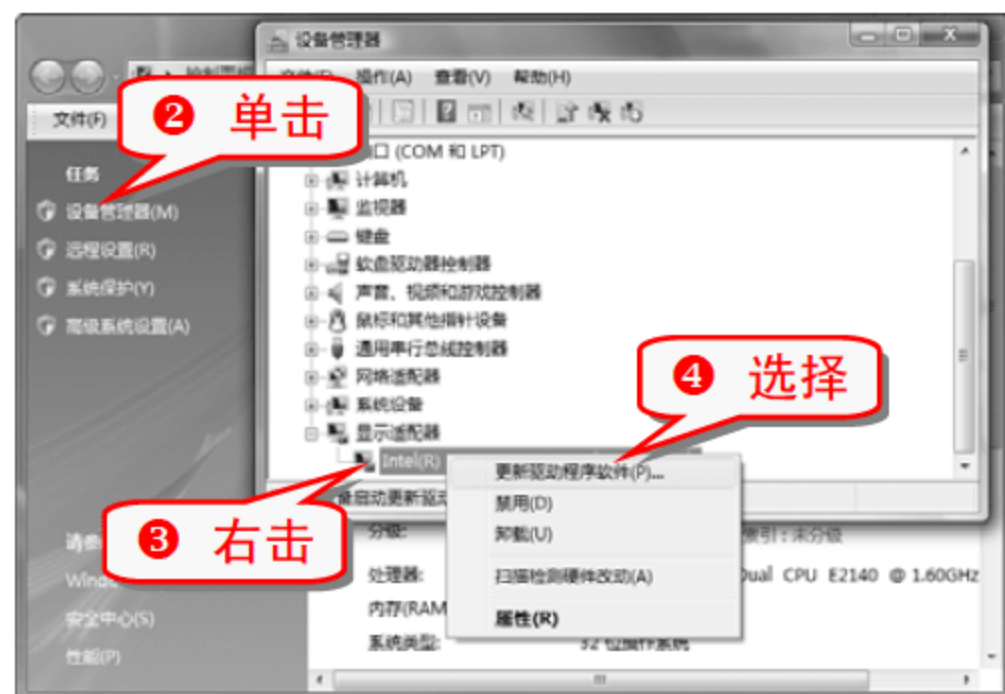 设备管理器
操作(A) 查看(V) 帮助(H)
❷ 单击
文件(F)
(COM 和 LPT)
任务
计算机
设备管理器(M)
监视器
键盘
远程设置(R)
软盘驱动器控制器
系统保护(Y)
声音、视频和游戏控制器
鼠标和其他指针设备
高级系统设置(A)
通用串行总线控制器
网络适配器
❹ 选择
系统设备
显示适配器
Intel(R)
更新驱动程序软件(P)...
禁用(D)
卸载(U)
扫描检测硬件改动(A)
属性(R)
❸ 右击
启动更新驱
分级:
索引: 未分级
处理器:
Dual CPU E2140 @ 1.60GHz
内存(RAM
安全中心(S)
系统类型:
32 位操作系统
性能(P)